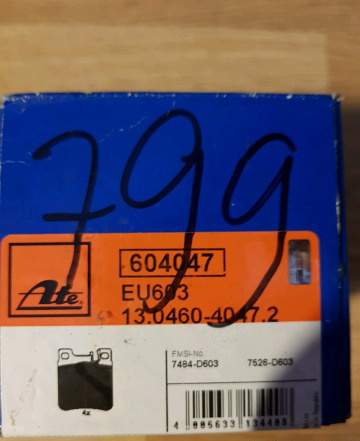 799
Ate
604047
EU603
13.0460-4047.2
FMSI-No.
7484-D603 7526-D603
4x